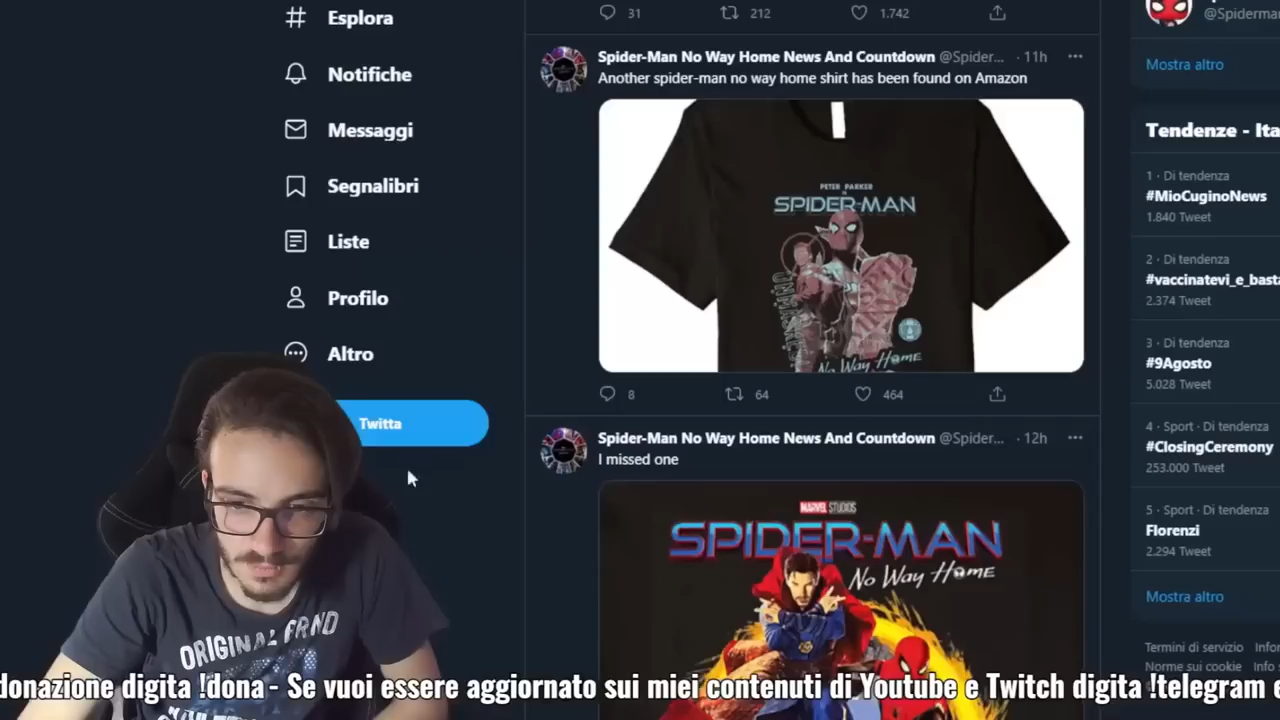 Esplora
Notifiche
Messaggi
Segnalibri
Liste
Profilo
Altro
Twitta
31 212 1.742
Spider-Man No Way Home News And Countdown @Spider... · 11h
Another spider-man no way home shirt has been found on Amazon
PETER PARKER
IS
SPIDER-MAN
No Way Home
8 64 464
Spider-Man No Way Home News And Countdown @Spider... · 12h
I missed one
MARVEL STUDIOS
SPIDER-MAN
No Way Home
@Spiderma
Mostra altro
Tendenze - Ita
1 · Di tendenza
#MioCuginoNews
1.840 Tweet
2 · Di tendenza
#vaccinatevi_e_basta
2.374 Tweet
3 · Di tendenza
#9Agosto
5.028 Tweet
4 · Sport · Di tendenza
#ClosingCeremony
253.000 Tweet
5 · Sport · Di tendenza
Florenzi
2.294 Tweet
Mostra altro
Termini di servizio
Norme sui cookie
ORIGINAL BRND
donazione digita !dona - Se vuoi essere aggiornato sui miei contenuti di Youtube e Twitch digita !telegram e